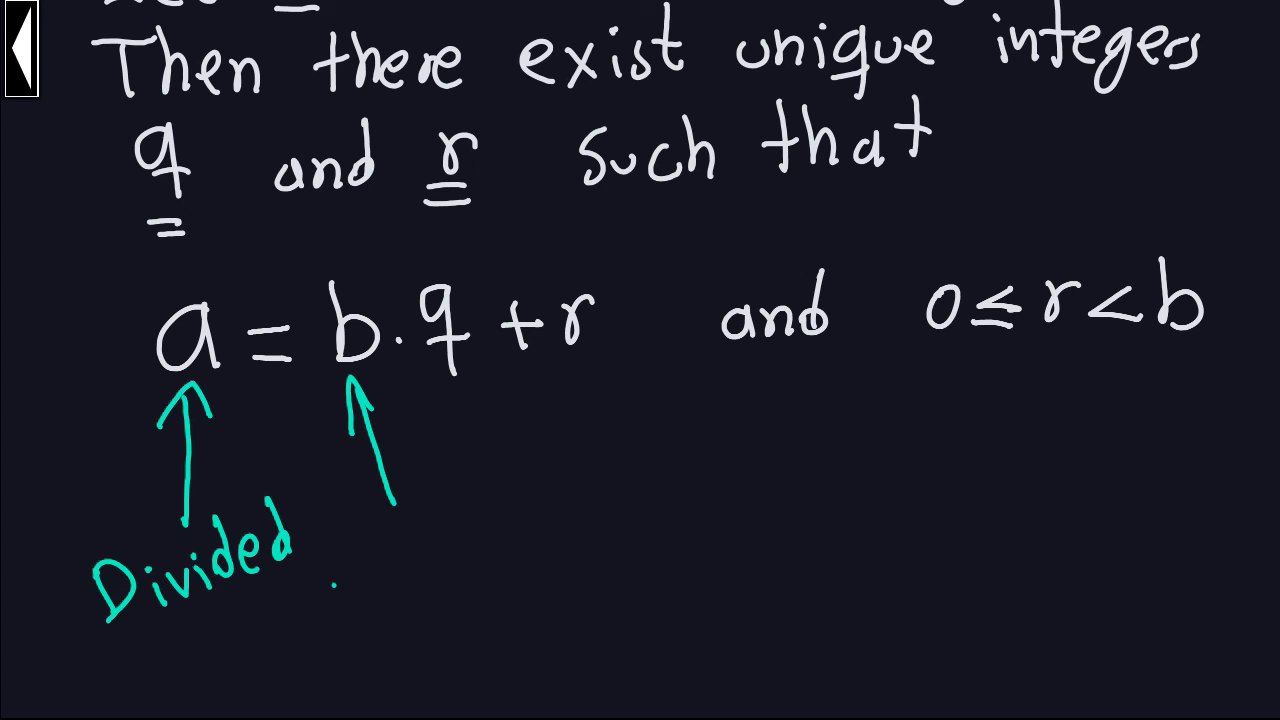 Then there exist unique integers
q and r such that
a = b · q + r and 0 ≤ r < b
Divided